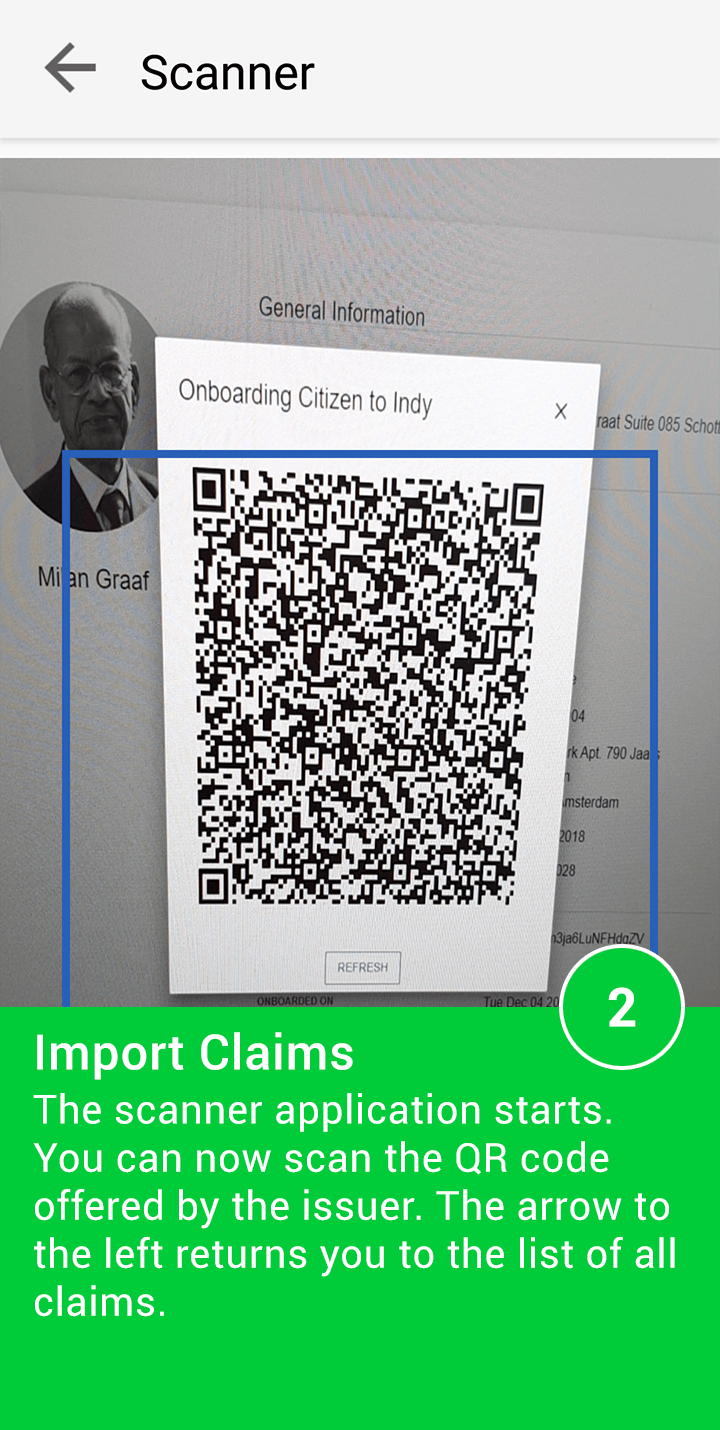 Scanner
General Information
Onboarding Citizen to Indy
X
raat Suite 085 Schott
Milan Graaf
04
rk Apt. 790 Jaa s
msterdam
2018
028
REFRESH
ONBOARDED ON
Tue Dec 04 20
2
Import Claims
The scanner application starts.
You can now scan the QR code
offered by the issuer. The arrow to
the left returns you to the list of all
claims.